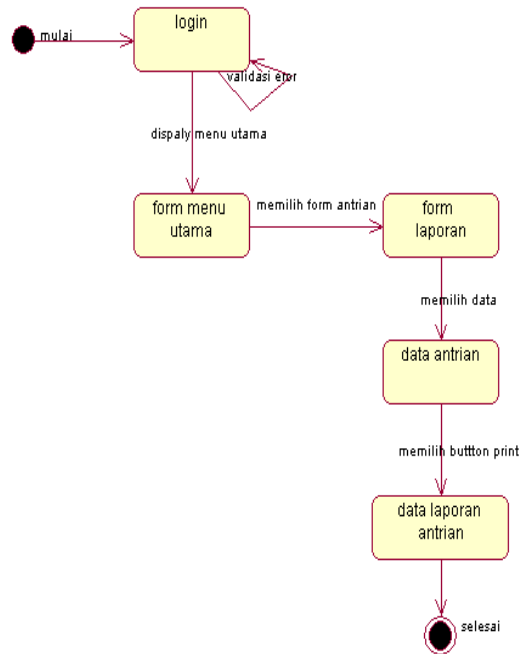 login
mulai
validasi eror
dispaly menu utama
form menu
utama
memilih form antrian
form
laporan
memilih data
data antrian
memilih buttton print
data laporan
antrian
selesai